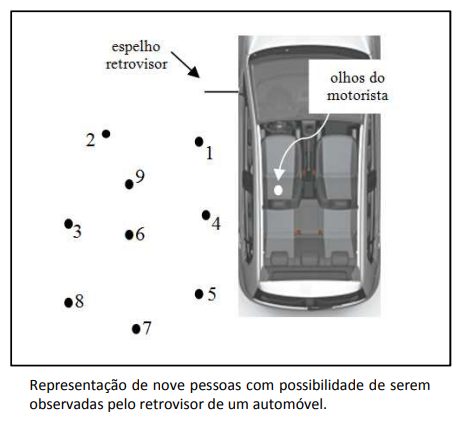 espelho
retrovisor
olhos do
motorista
2
1
9
3
6
4
8
5
7
Representação de nove pessoas com possibilidade de serem
observadas pelo retrovisor de um automóvel.